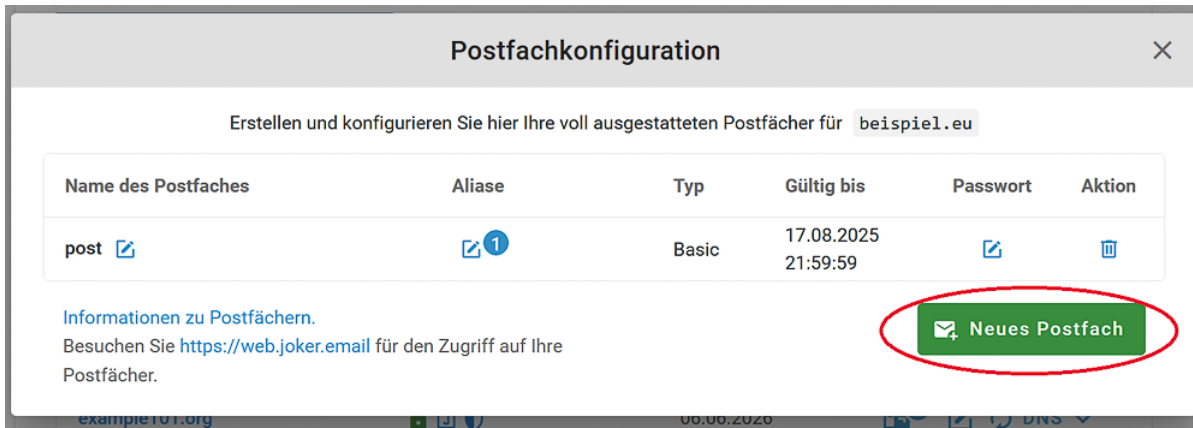 Postfachkonfiguration
Erstellen und konfigurieren Sie hier Ihre voll ausgestatteten Postfächer für beispiel.eu
Name des Postfaches Aliase Typ Gültig bis Passwort Aktion
post 1 Basic 17.08.2025 21:59:59
Informationen zu Postfächern.
Besuchen Sie https://web.joker.email für den Zugriff auf Ihre
Postfächer.
Neues Postfach
example101.org 06.06.2026 DNS